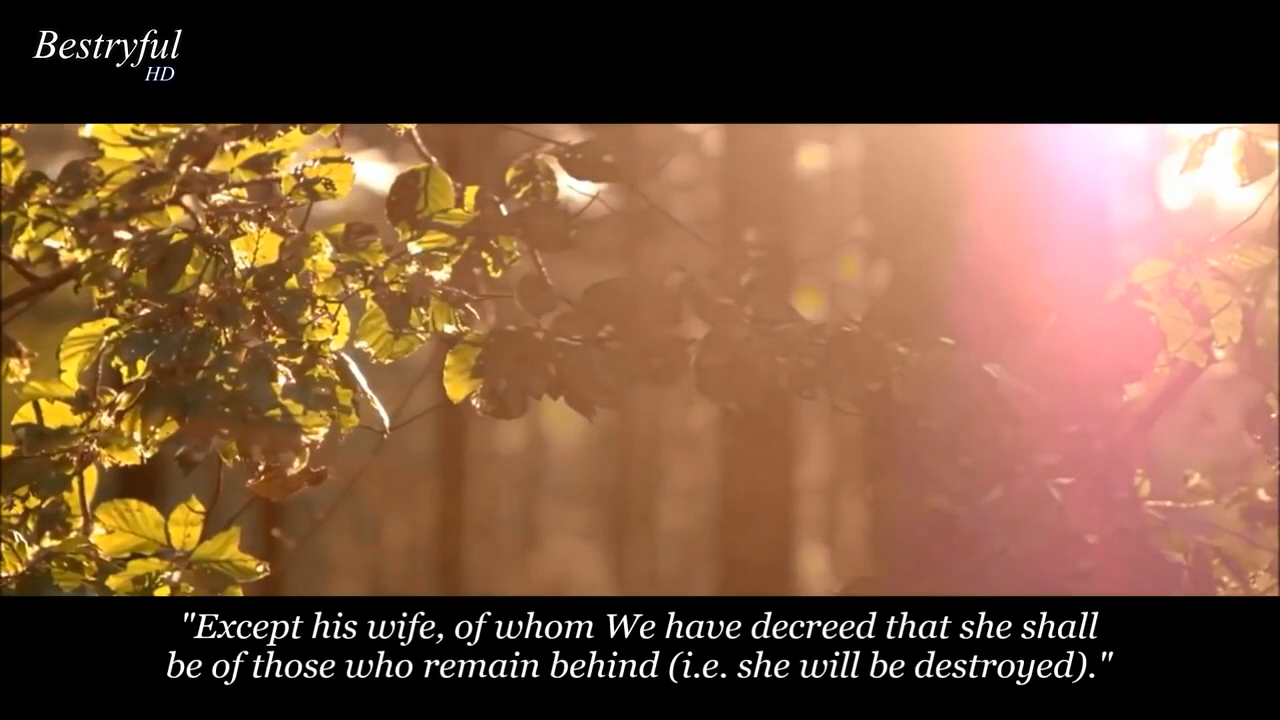 Bestryful
HD
"Except his wife, of whom We have decreed that she shall
be of those who remain behind (i.e. she will be destroyed)."